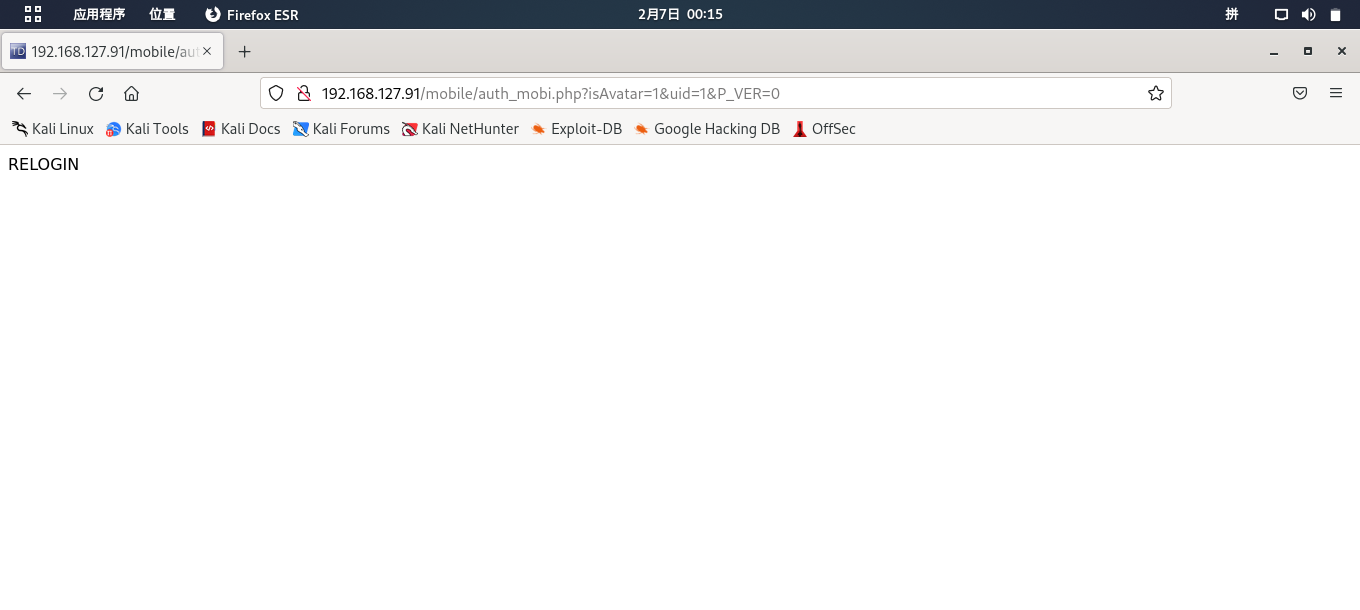 应用程序 位置 Firefox ESR 2月7日 00:15 拼
TD 192.168.127.91/mobile/aut
192.168.127.91/mobile/auth_mobi.php?isAvatar=1&uid=1&P_VER=0
Kali Linux Kali Tools Kali Docs Kali Forums Kali NetHunter Exploit-DB Google Hacking DB OffSec
RELOGIN